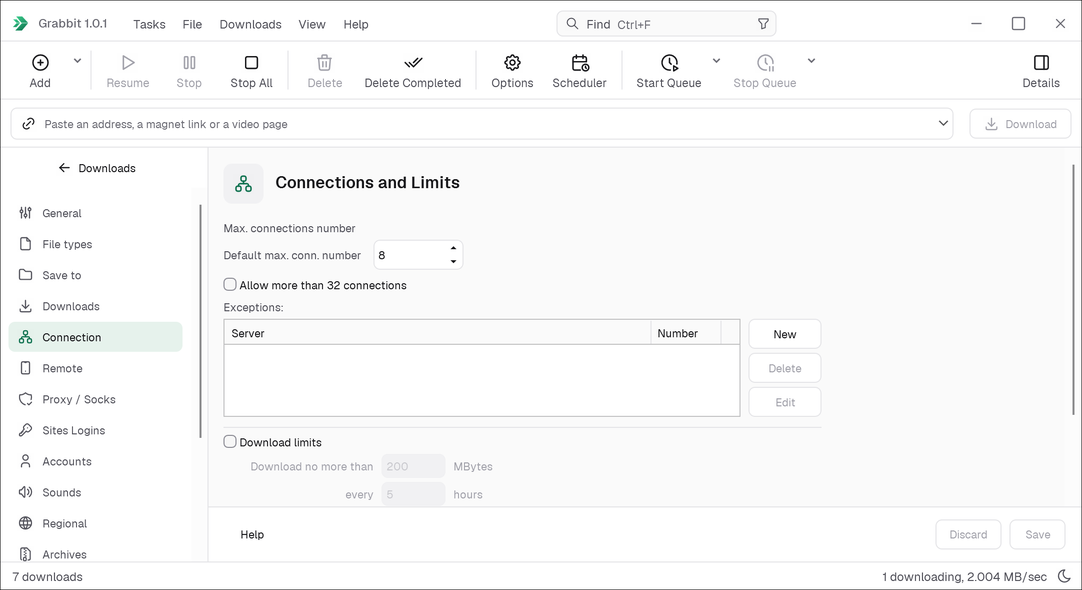 Grabbit 1.0.1 Tasks File Downloads View Help Find Ctrl+F
Add Resume Stop Stop All Delete Delete Completed Options Scheduler Start Queue Stop Queue Details
Paste an address, a magnet link or a video page Download
Downloads
General
File types
Save to
Downloads
Connection
Remote
Proxy / Socks
Sites Logins
Accounts
Sounds
Regional
Archives
Connections and Limits
Max. connections number
Default max. conn. number 8
Allow more than 32 connections
Exceptions:
Server Number New
Delete
Edit
Download limits
Download no more than 200 MBytes
every 5 hours
Help Discard Save
7 downloads 1 downloading, 2.004 MB/sec